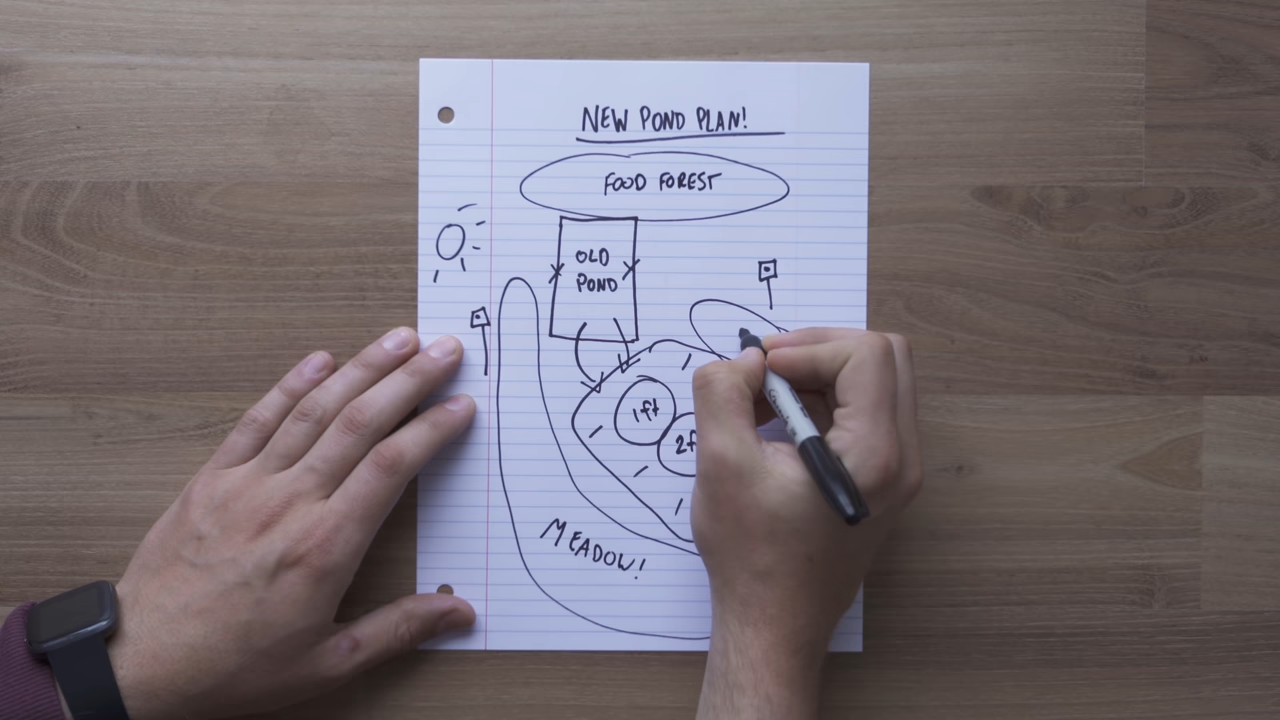 NEW POND PLAN!
FOOD FOREST
OLD
POND
1ft
MEADOW!